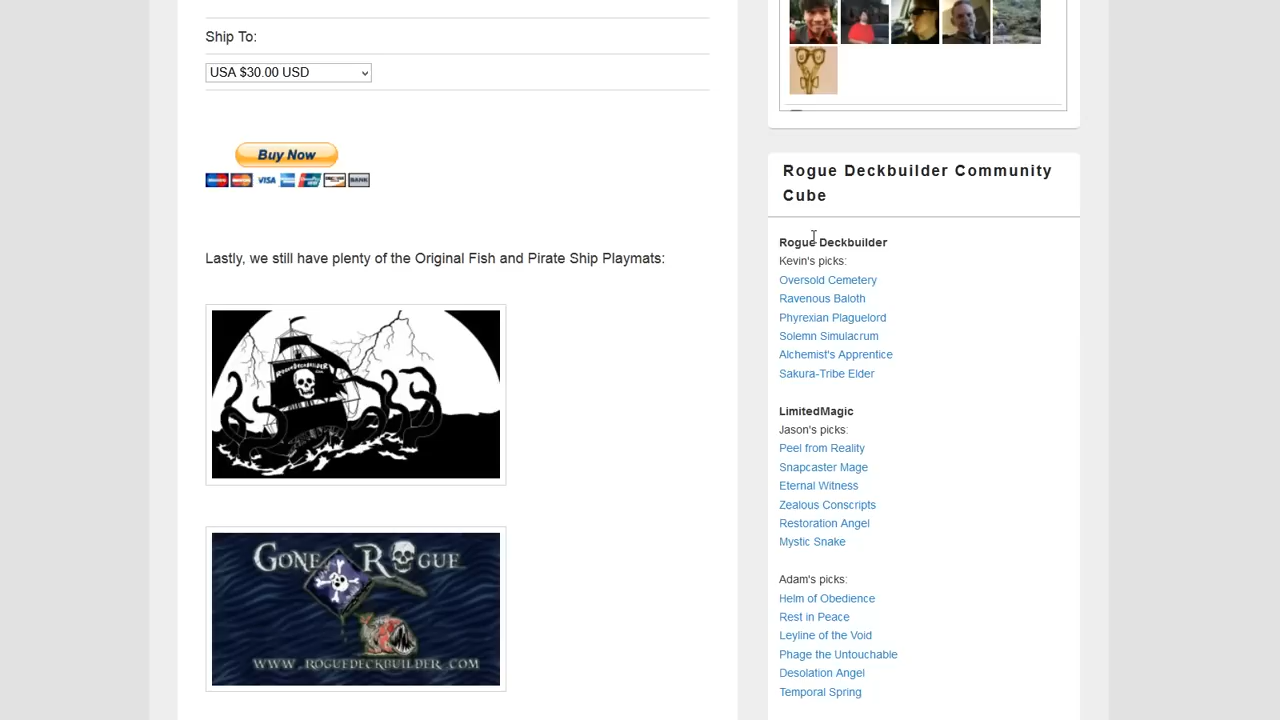 Ship To:
USA $30.00 USD
Buy Now
VISA
BANK
Lastly, we still have plenty of the Original Fish and Pirate Ship Playmats:
ROGUEDECKBUILDER
GONE ROGUE
WWW.ROGUEDECKBUILDER.COM
Rogue Deckbuilder Community
Cube
Rogue Deckbuilder
Kevin's picks:
Oversold Cemetery
Ravenous Baloth
Phyrexian Plaguelord
Solemn Simulacrum
Alchemist's Apprentice
Sakura-Tribe Elder
LimitedMagic
Jason's picks:
Peel from Reality
Snapcaster Mage
Eternal Witness
Zealous Conscripts
Restoration Angel
Mystic Snake
Adam's picks:
Helm of Obedience
Rest in Peace
Leyline of the Void
Phage the Untouchable
Desolation Angel
Temporal Spring